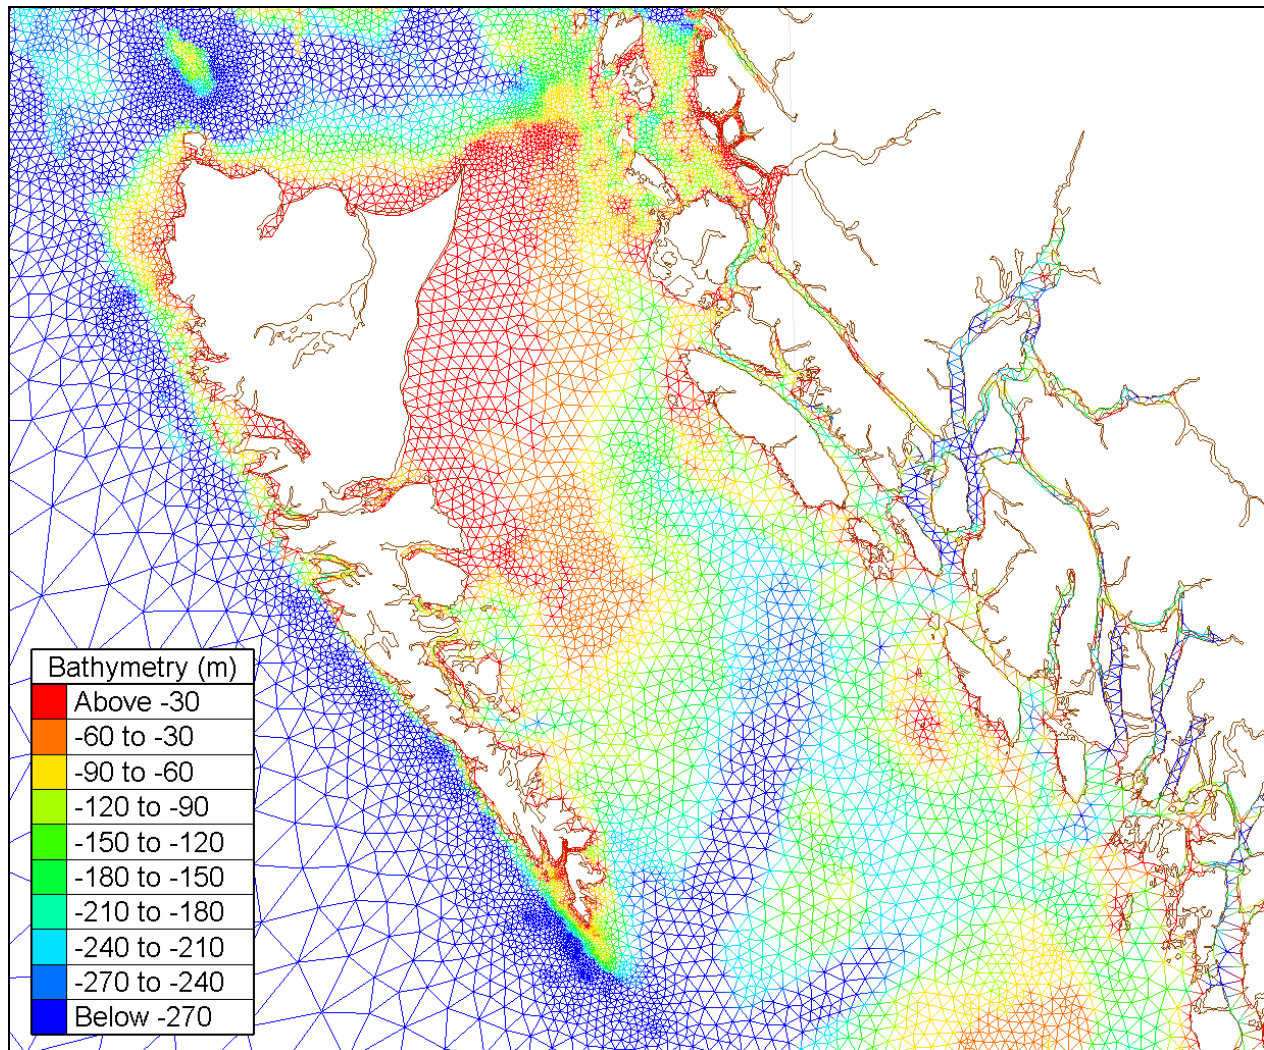 Bathymetry (m)
Above -30
-60 to -30
-90 to -60
-120 to -90
-150 to -120
-180 to -150
-210 to -180
-240 to -210
-270 to -240
Below -270